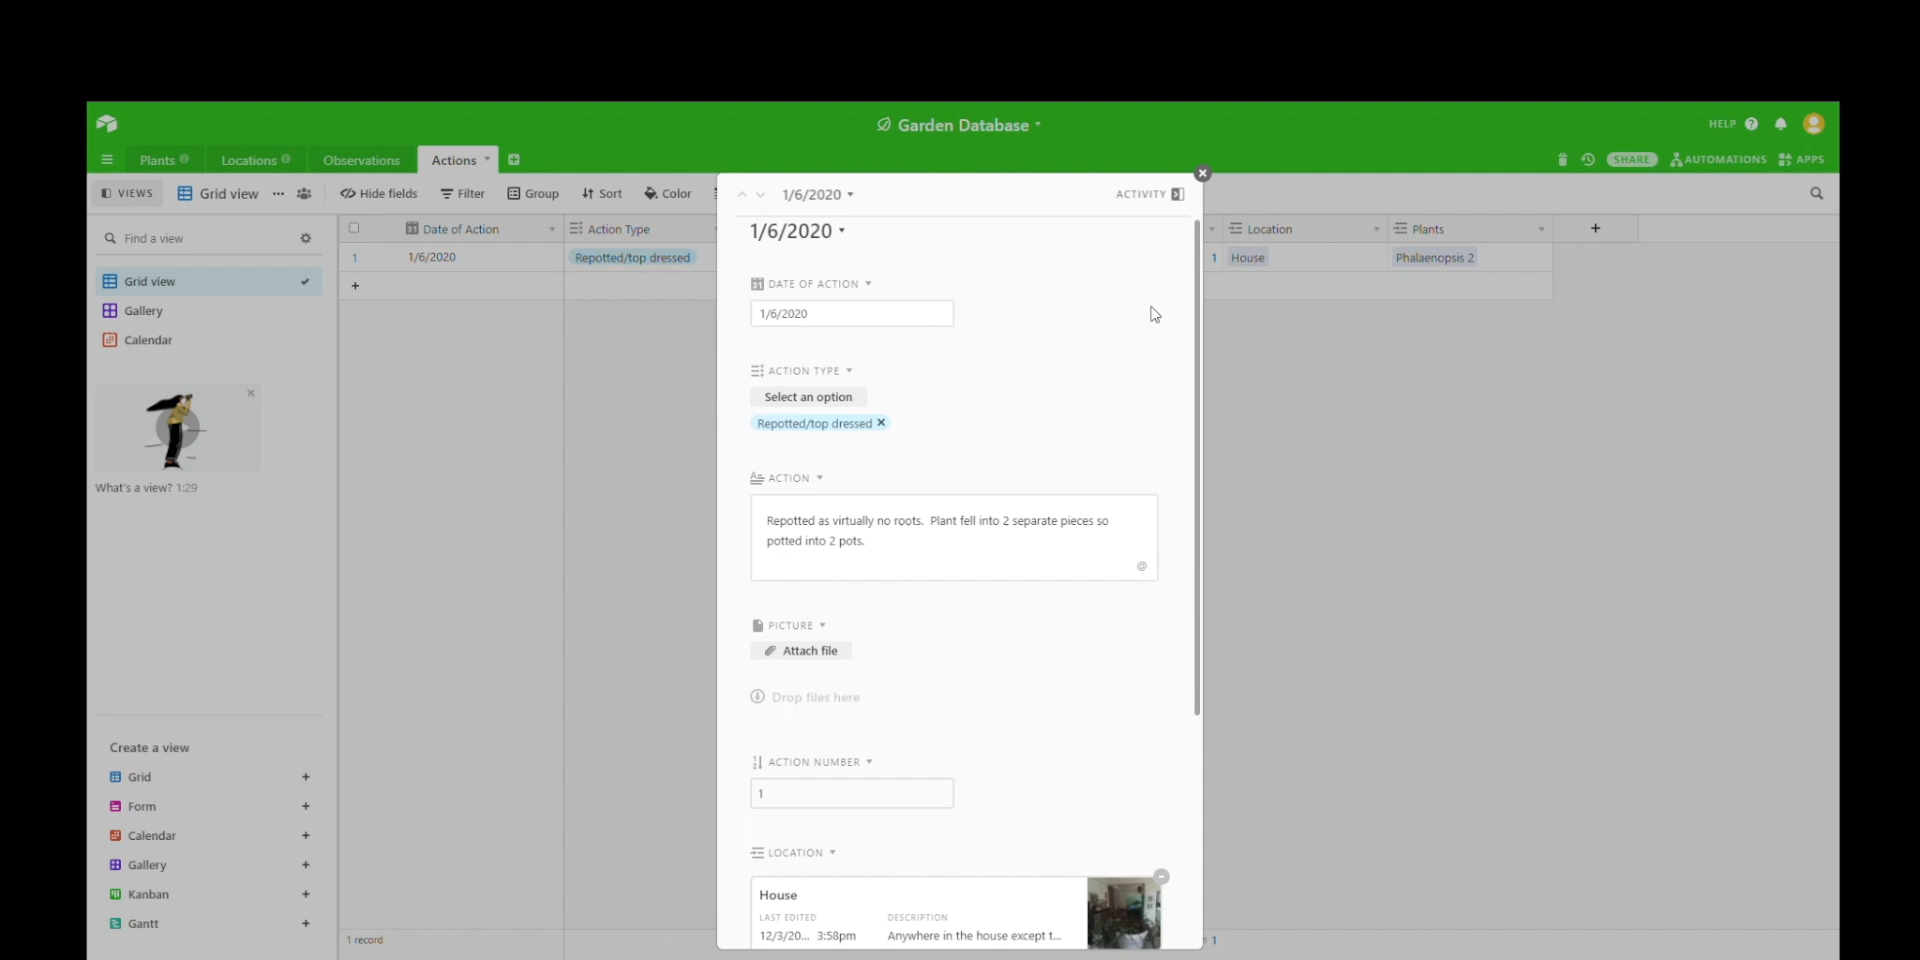 Garden Database
HELP
Plants
Locations
Observations
Actions
SHARE
AUTOMATIONS
APPS
VIEWS
Grid view
Hide fields
Filter
Group
Sort
Color
1/6/2020
ACTIVITY
Find a view
Date of Action
Action Type
Location
Plants
1
1/6/2020
Repotted/top dressed
1
House
Phalaenopsis 2
Grid view
Gallery
Calendar
What's a view? 1:29
Create a view
Grid
Form
Calendar
Gallery
Kanban
Gantt
1 record
1/6/2020
DATE OF ACTION
1/6/2020
ACTION TYPE
Select an option
Repotted/top dressed
ACTION
Repotted as virtually no roots. Plant fell into 2 separate pieces so
potted into 2 pots.
PICTURE
Attach file
Drop files here
ACTION NUMBER
1
LOCATION
House
LAST EDITED
DESCRIPTION
12/3/20... 3:58pm
Anywhere in the house except t...
1